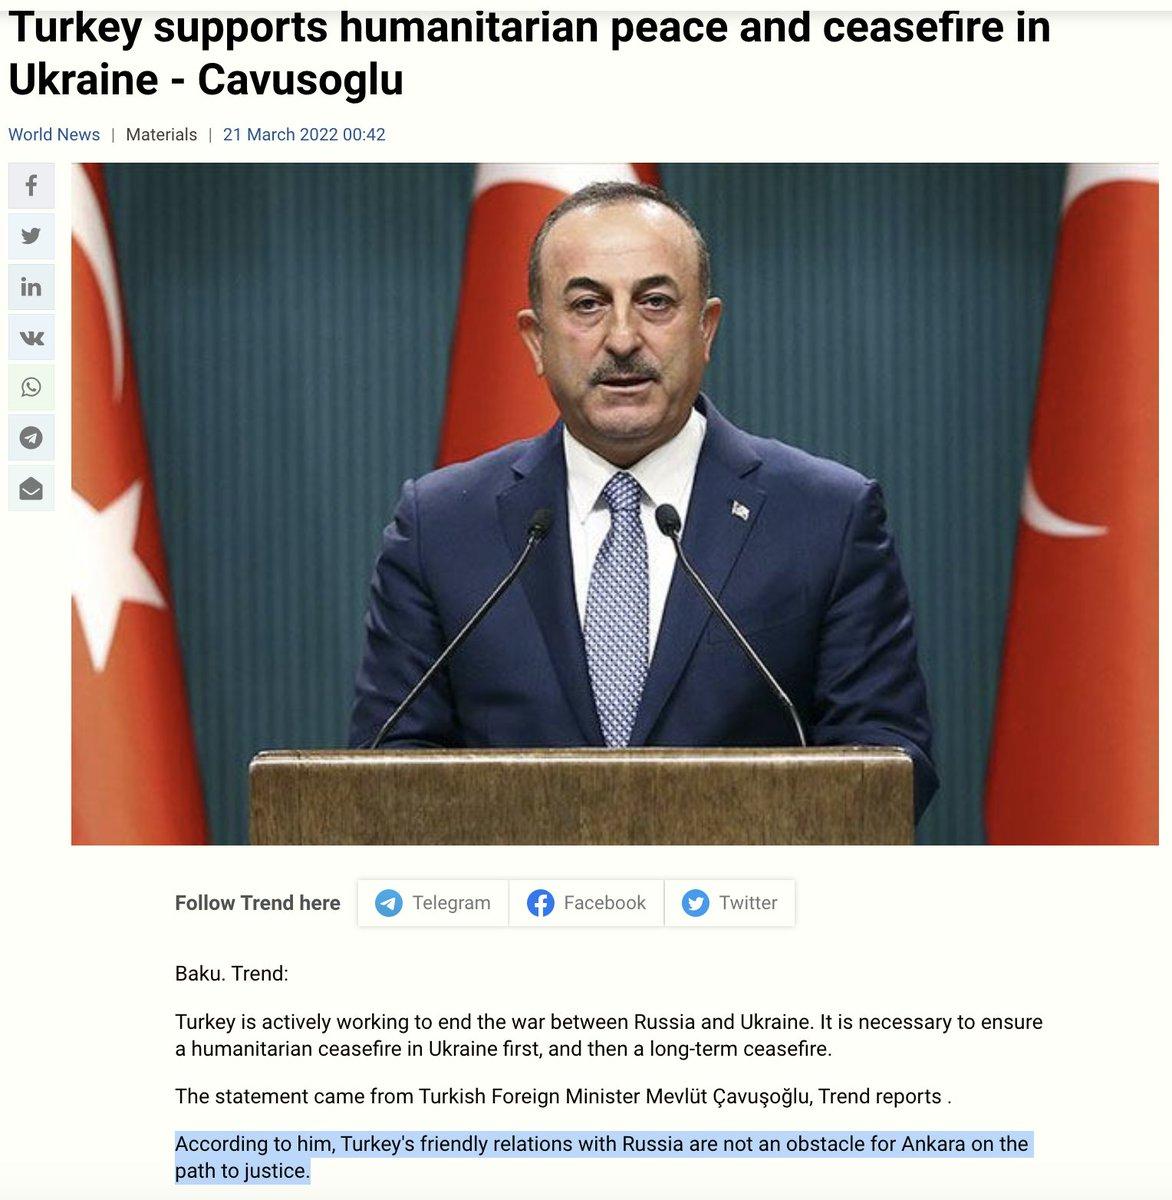 Turkey supports humanitarian peace and ceasefire in
Ukraine - Cavusoglu
World News | Materials | 21 March 2022 00:42
Follow Trend here Telegram Facebook Twitter
Baku. Trend:
Turkey is actively working to end the war between Russia and Ukraine. It is necessary to ensure
a humanitarian ceasefire in Ukraine first, and then a long-term ceasefire.
The statement came from Turkish Foreign Minister Mevlüt Çavuşoğlu, Trend reports .
According to him, Turkey's friendly relations with Russia are not an obstacle for Ankara on the
path to justice.